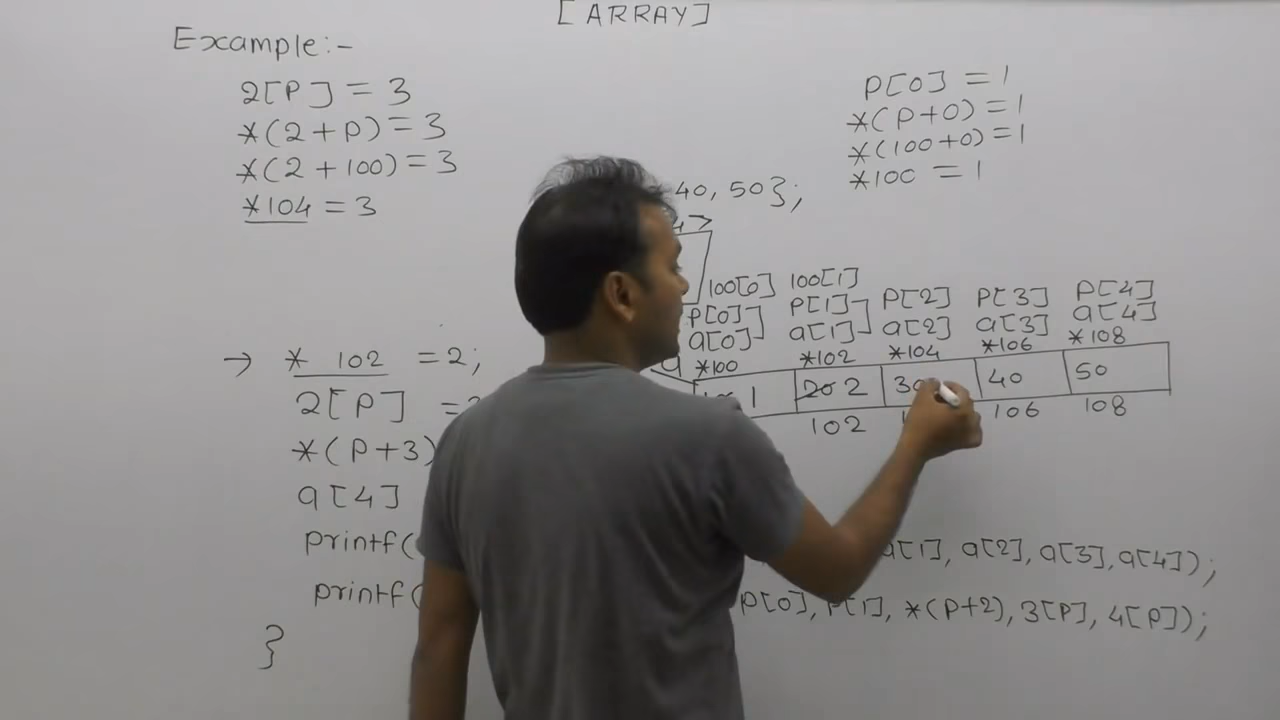 [ARRAY]
Example:-
2[P] = 3
*(2+P) = 3
*(2+100) = 3
*104 = 3
P[0] = 1
*(P+0) = 1
*(100+0) = 1
*100 = 1
40, 50};
100[0] 100[1]
P[0] P[1] P[2] P[3] P[4]
a[0] a[1] a[2] a[3] a[4]
a *100 *102 *104 *106 *108
1 20 2 30 40 50
102 106 108
→ * 102 = 2;
2[P] =
*(P+3)
a[4]
printf( a[1], a[2], a[3], a[4]);
printf( P[0], P[1], *(P+2), 3[P], 4[P]);
}